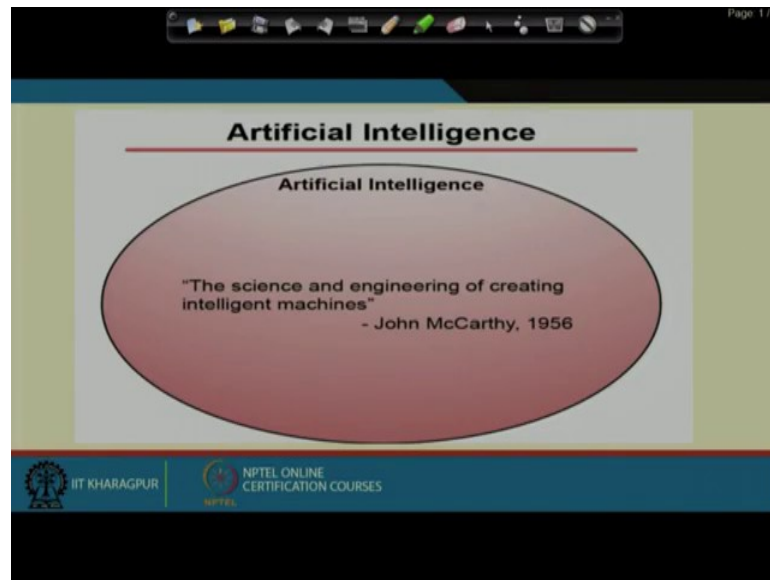 Page: 1 /
Artificial Intelligence
Artificial Intelligence
"The science and engineering of creating
intelligent machines"
- John McCarthy, 1956
IIT KHARAGPUR
NPTEL ONLINE
CERTIFICATION COURSES
NPTEL